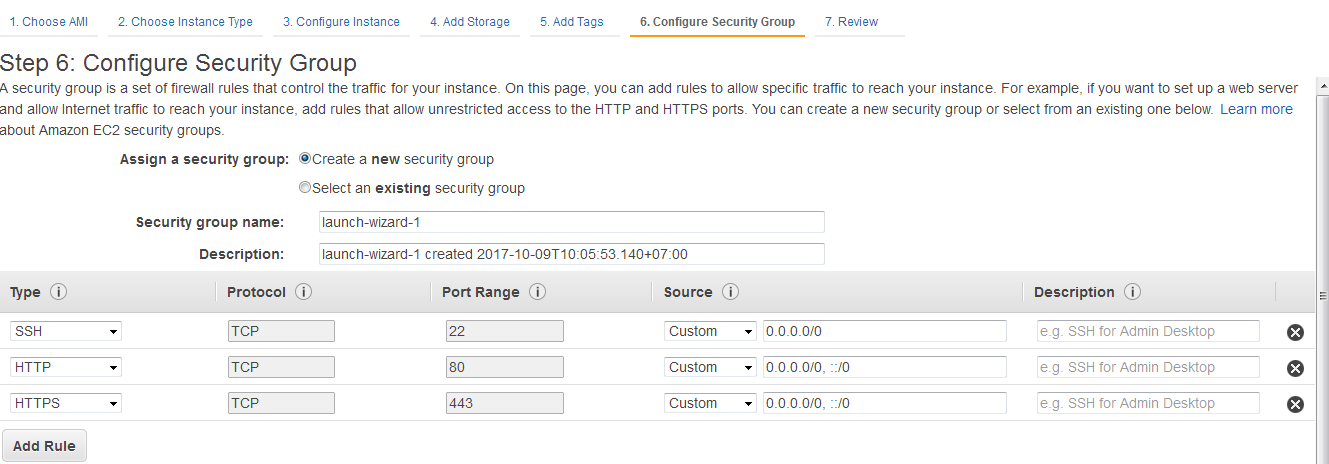 1. Choose AMI 2. Choose Instance Type 3. Configure Instance 4. Add Storage 5. Add Tags 6. Configure Security Group 7. Review
Step 6: Configure Security Group
A security group is a set of firewall rules that control the traffic for your instance. On this page, you can add rules to allow specific traffic to reach your instance. For example, if you want to set up a web server
and allow Internet traffic to reach your instance, add rules that allow unrestricted access to the HTTP and HTTPS ports. You can create a new security group or select from an existing one below. Learn more
about Amazon EC2 security groups.
Assign a security group: Create a new security group
Select an existing security group
Security group name: launch-wizard-1
Description: launch-wizard-1 created 2017-10-09T10:05:53.140+07:00
Type i Protocol i Port Range i Source i Description i
SSH TCP 22 Custom 0.0.0.0/0 e.g. SSH for Admin Desktop
HTTP TCP 80 Custom 0.0.0.0/0, ::/0 e.g. SSH for Admin Desktop
HTTPS TCP 443 Custom 0.0.0.0/0, ::/0 e.g. SSH for Admin Desktop
Add Rule